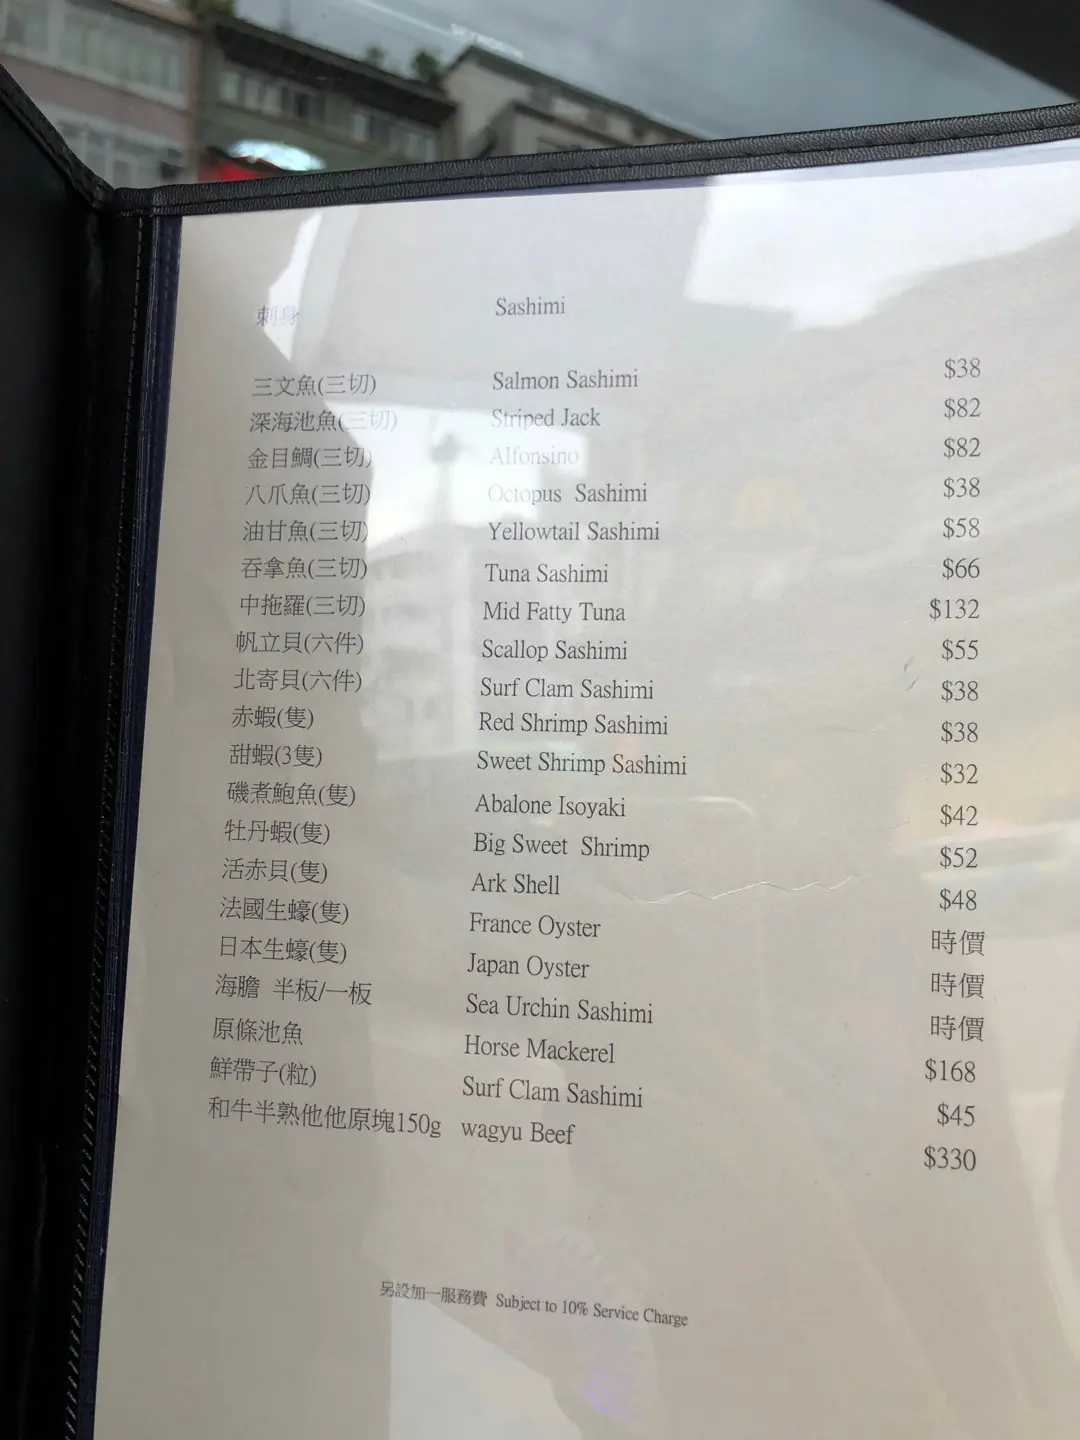 刺身 Sashimi
三文魚(三切) Salmon Sashimi $38
深海池魚(三切) Striped Jack $82
金目鯛(三切) Alfonsino $82
八爪魚(三切) Octopus Sashimi $38
油甘魚(三切) Yellowtail Sashimi $58
吞拿魚(三切) Tuna Sashimi $66
中拖羅(三切) Mid Fatty Tuna $132
帆立貝(六件) Scallop Sashimi $55
北寄貝(六件) Surf Clam Sashimi $38
赤蝦(隻) Red Shrimp Sashimi $38
甜蝦(3隻) Sweet Shrimp Sashimi $32
磯煮鮑魚(隻) Abalone Isoyaki $42
牡丹蝦(隻) Big Sweet Shrimp $52
活赤貝(隻) Ark Shell $48
法國生蠔(隻) France Oyster 時價
日本生蠔(隻) Japan Oyster 時價
海膽 半板/一板 Sea Urchin Sashimi 時價
原條池魚 Horse Mackerel $168
鮮帶子(粒) Surf Clam Sashimi $45
和牛半熟他他原塊150g wagyu Beef $330
另設加一服務費 Subject to 10% Service Charge